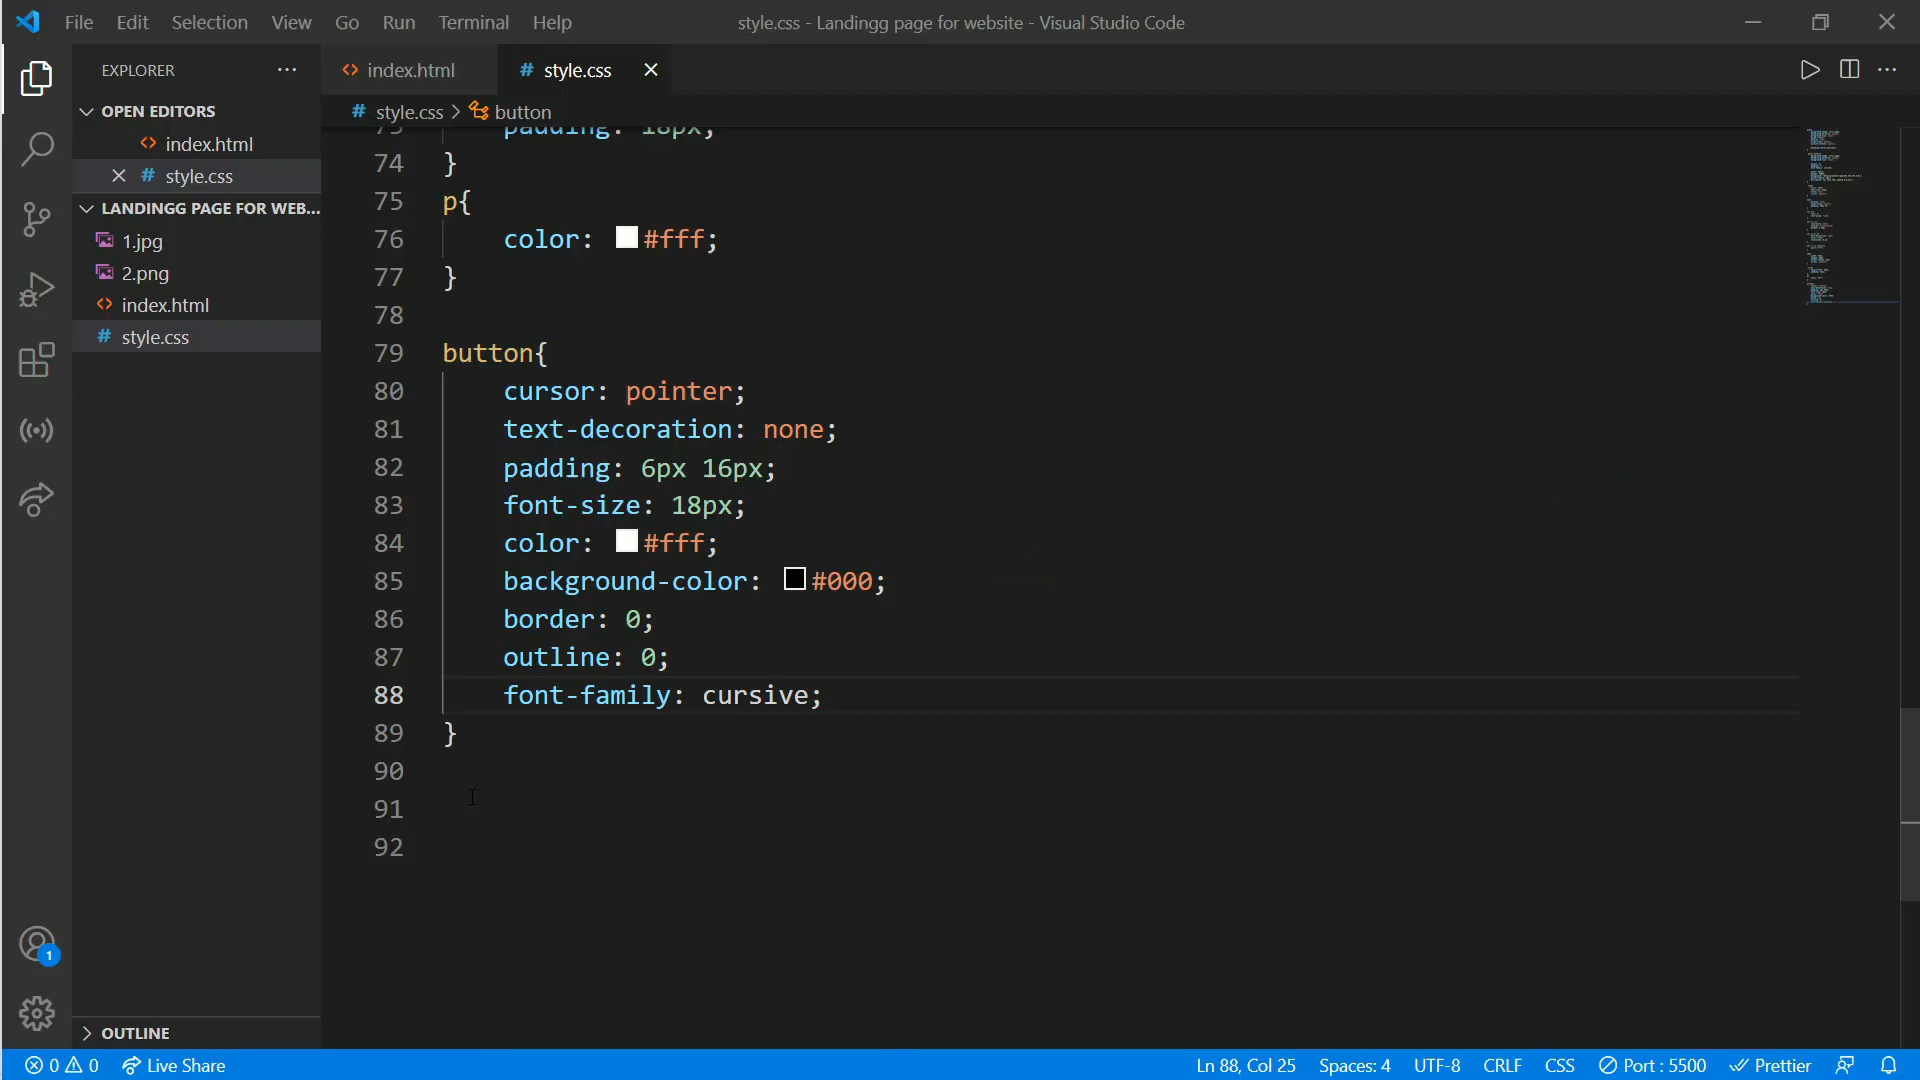 File Edit Selection View Go Run Terminal Help
style.css - Landingg page for website - Visual Studio Code
EXPLORER
index.html
style.css
OPEN EDITORS
index.html
style.css
LANDINGG PAGE FOR WEB...
1.jpg
2.png
index.html
style.css
OUTLINE
style.css > button
73 padding: 18px;
74 }
75 p{
76 color: #fff;
77 }
78
79 button{
80 cursor: pointer;
81 text-decoration: none;
82 padding: 6px 16px;
83 font-size: 18px;
84 color: #fff;
85 background-color: #000;
86 border: 0;
87 outline: 0;
88 font-family: cursive;
89 }
90
91
92
1
0 0 Live Share Ln 88, Col 25 Spaces: 4 UTF-8 CRLF CSS Port : 5500 Prettier